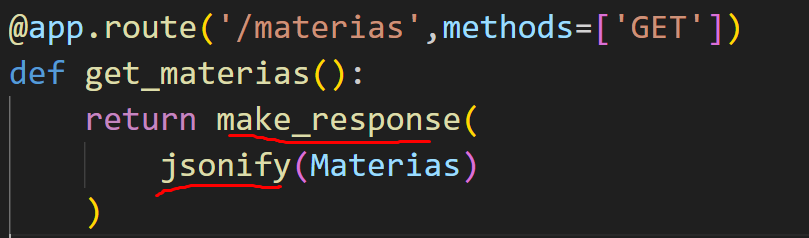 @app.route('/materias',methods=['GET'])
def get_materias():
    return make_response(
        jsonify(Materias)
    )